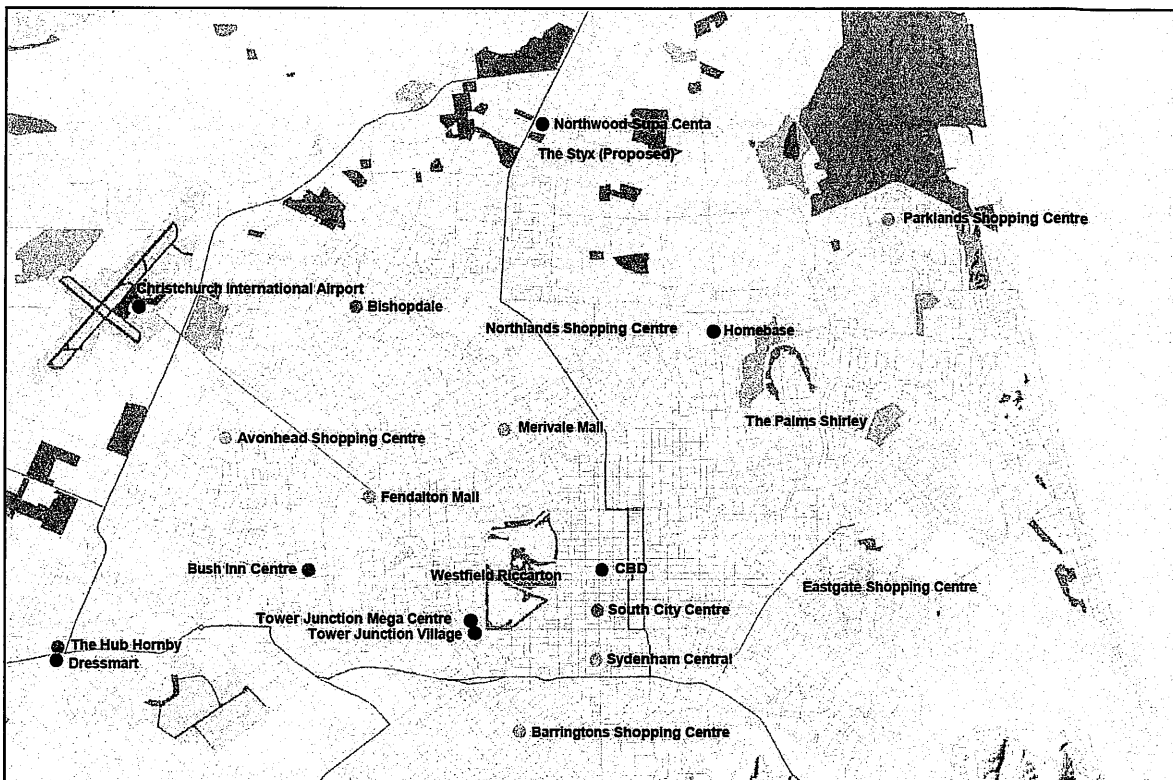 Northwood Supa Centa
The Styx (Proposed)
Parklands Shopping Centre
Christchurch International Airport
Bishopdale
Northlands Shopping Centre
Homebase
The Palms Shirley
Avonhead Shopping Centre
Merivale Mall
Fendalton Mall
Bush Inn Centre
Westfield Riccarton
CBD
Eastgate Shopping Centre
South City Centre
Tower Junction Mega Centre
Tower Junction Village
The Hub Hornby
Dressmart
Sydenham Central
Barringtons Shopping Centre